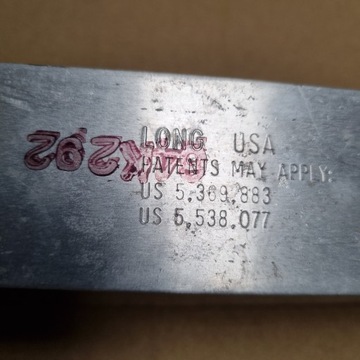 LONG USA
PATENTS MAY APPLY:
US 5,369,883
US 5,538,077